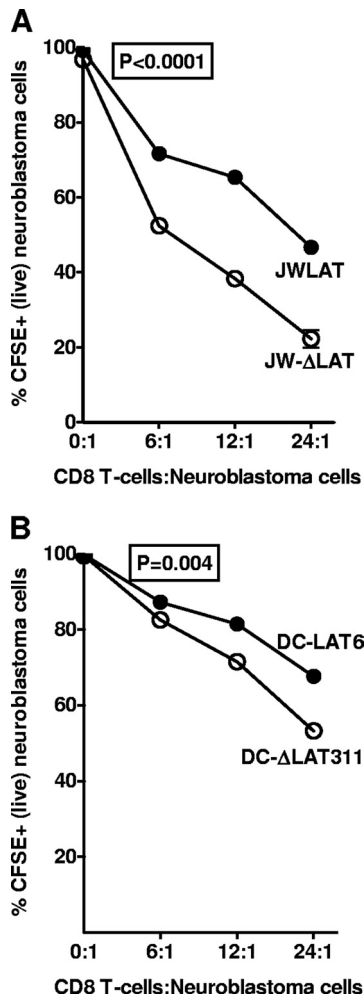 A
P<0.0001
% CFSE+ (live) neuroblastoma cells
100
80
60
40
20
0
JWLAT
JW-ΔLAT
0:1 6:1 12:1 24:1
CD8 T-cells:Neuroblastoma cells
B
P=0.004
% CFSE+ (live) neuroblastoma cells
100
80
60
40
20
DC-LAT6
DC-ΔLAT311
0:1 6:1 12:1 24:1
CD8 T-cells:Neuroblastoma cells